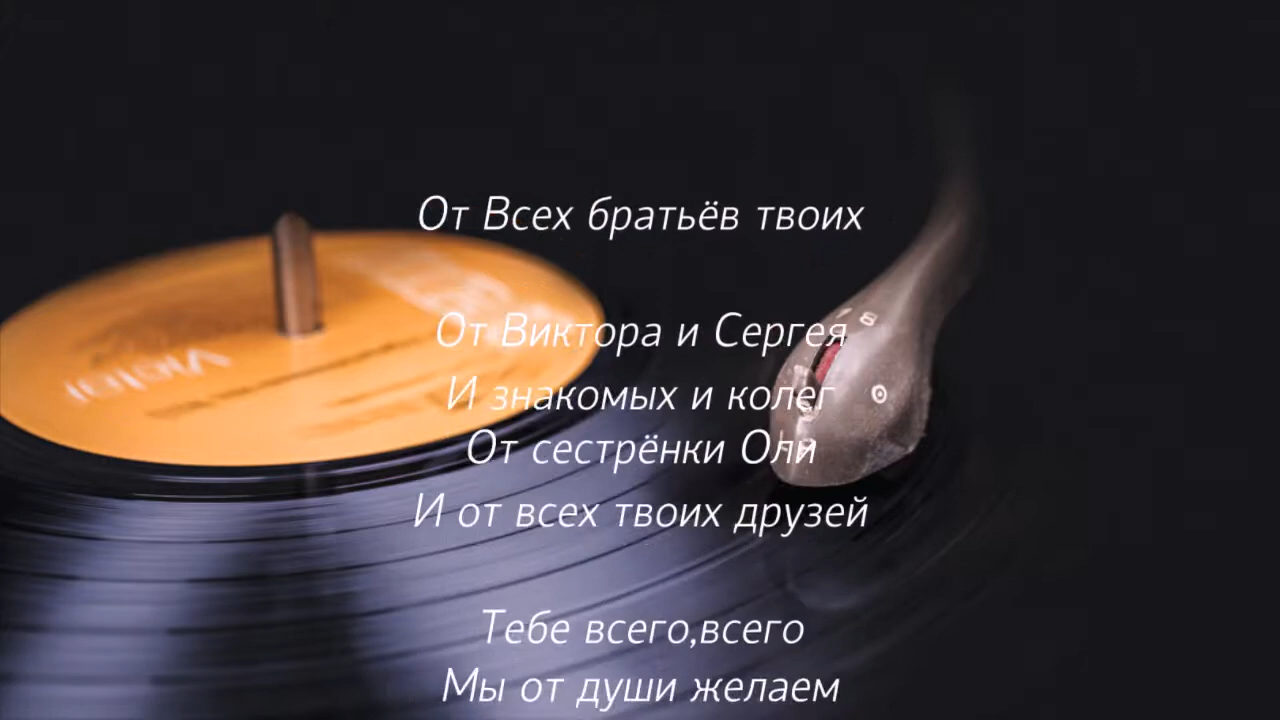 От Всех братьёв твоих
От Виктора и Сергея
И знакомых и колег
От сестрёнки Оли
И от всех твоих друзей
Тебе всего,всего
Мы от души желаем
Victor